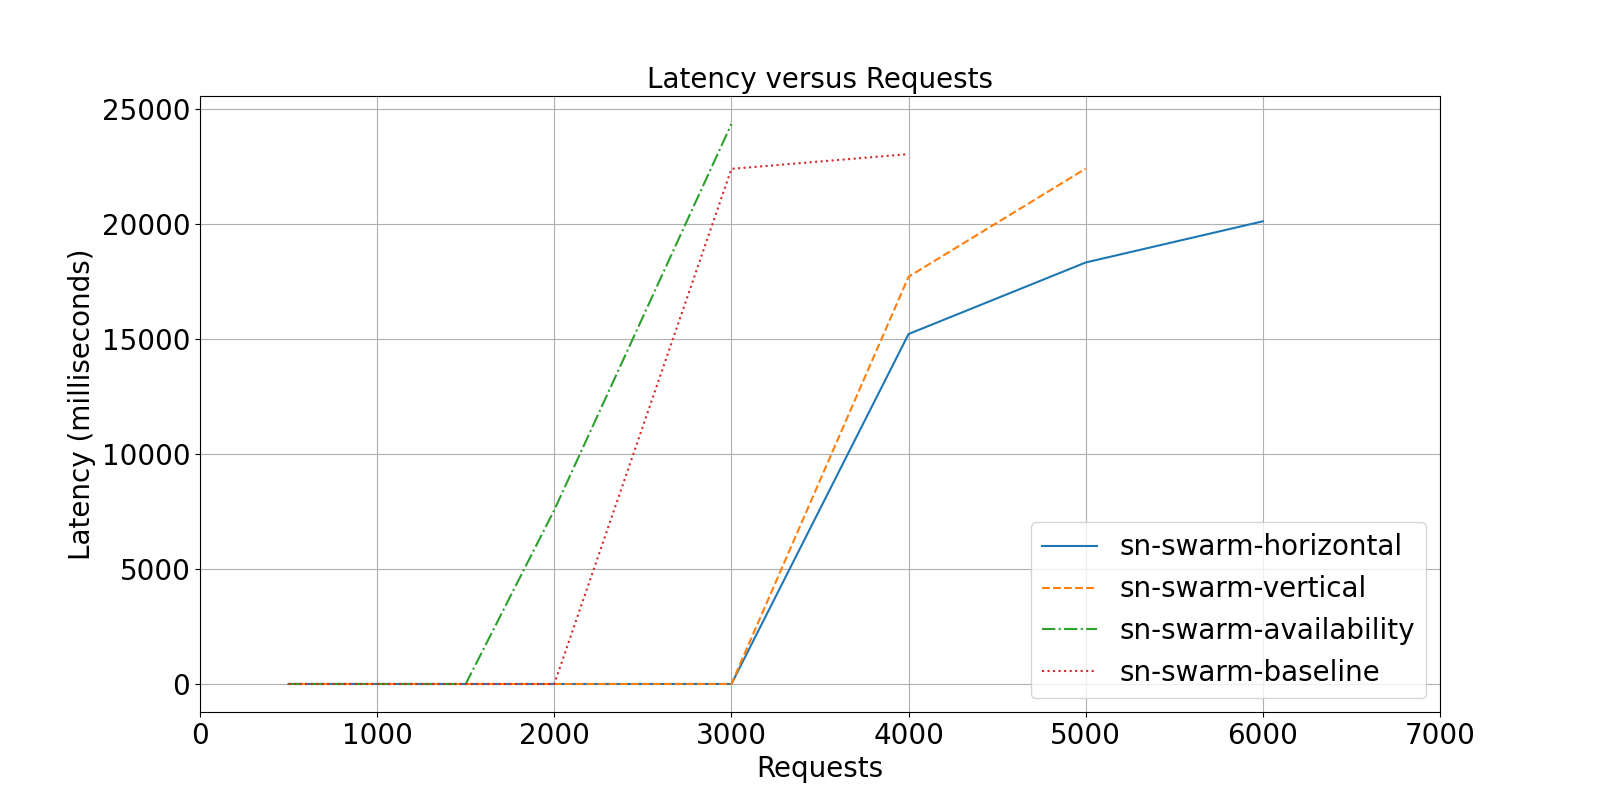 Latency versus Requests
25000
20000
15000
10000
5000
0
Latency (milliseconds)
0 1000 2000 3000 4000 5000 6000 7000
Requests
sn-swarm-horizontal
sn-swarm-vertical
sn-swarm-availability
sn-swarm-baseline